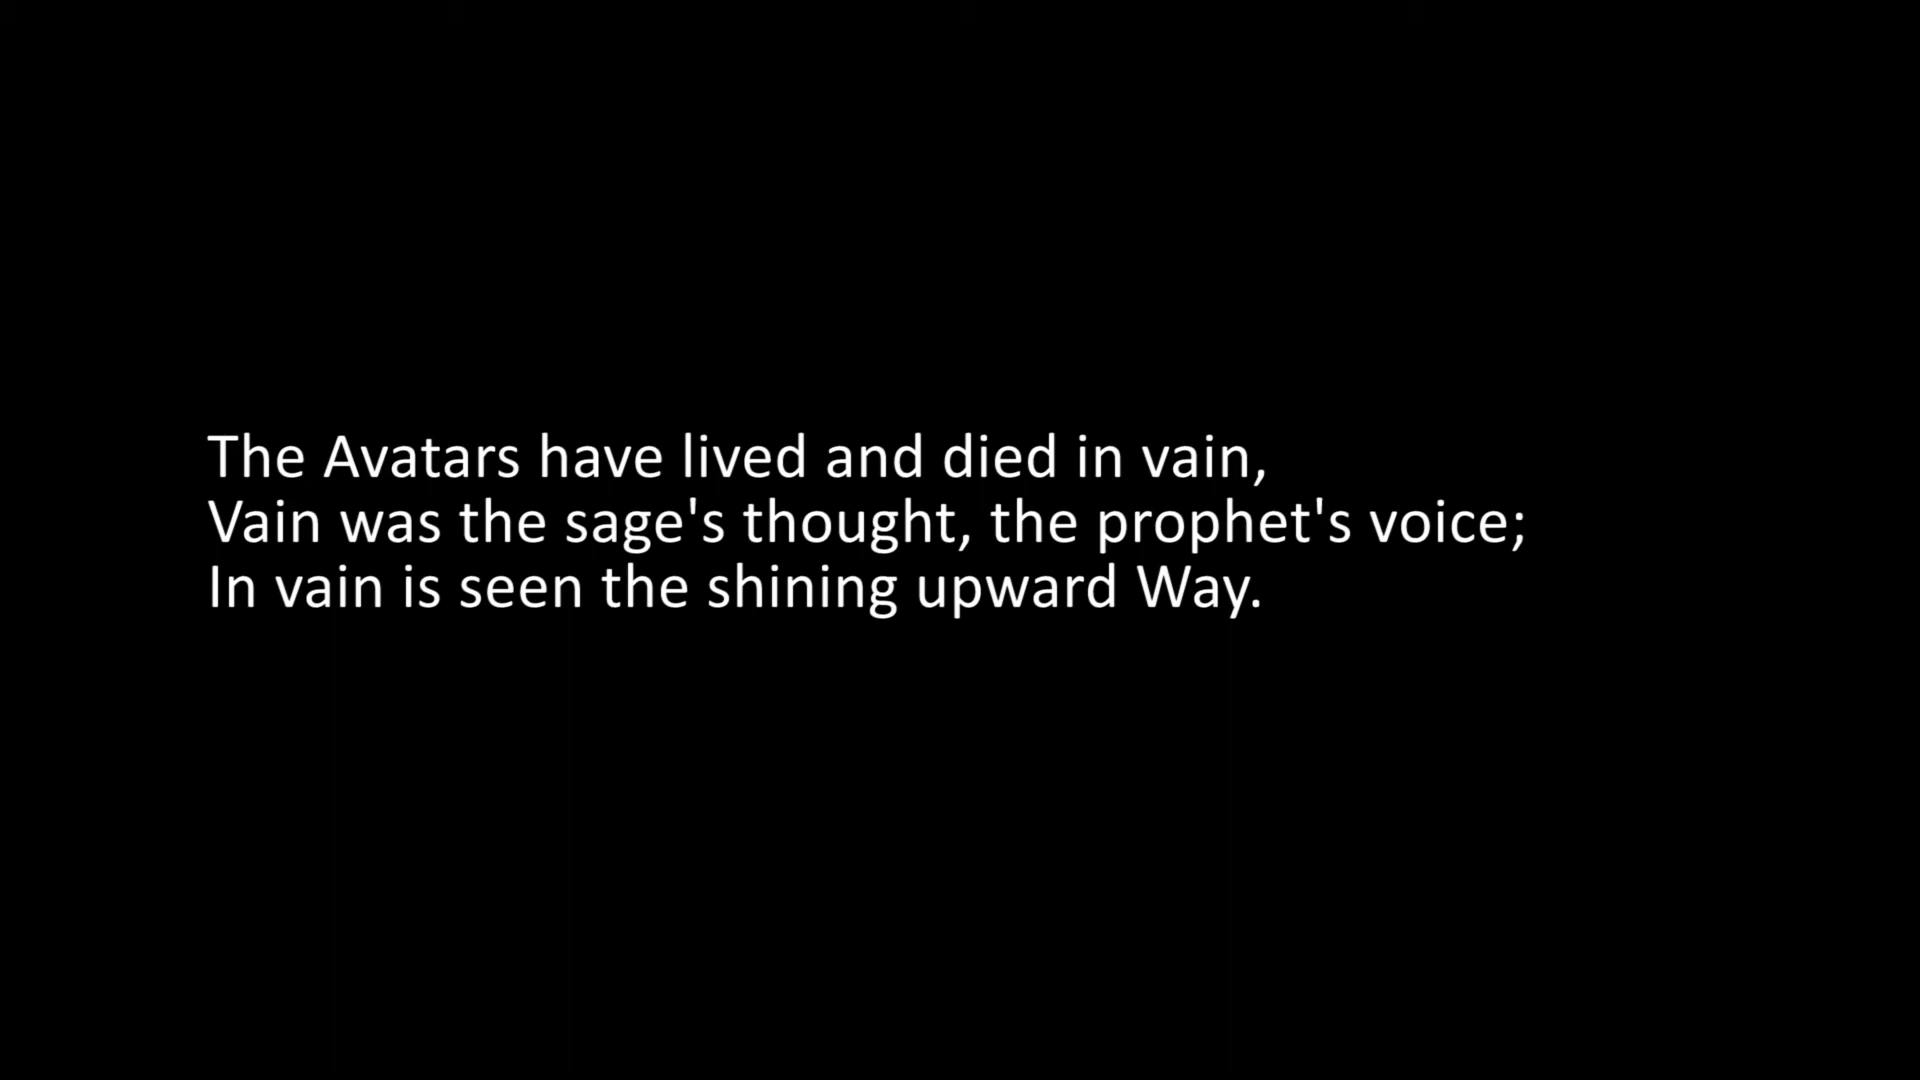 The Avatars have lived and died in vain,
Vain was the sage's thought, the prophet's voice;
In vain is seen the shining upward Way.